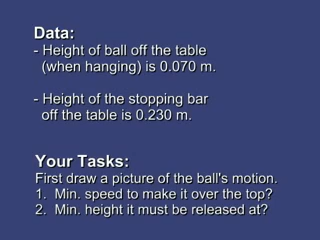 Data:
- Height of ball off the table
(when hanging) is 0.070 m.
- Height of the stopping bar
off the table is 0.230 m.
Your Tasks:
First draw a picture of the ball's motion.
1. Min. speed to make it over the top?
2. Min. height it must be released at?